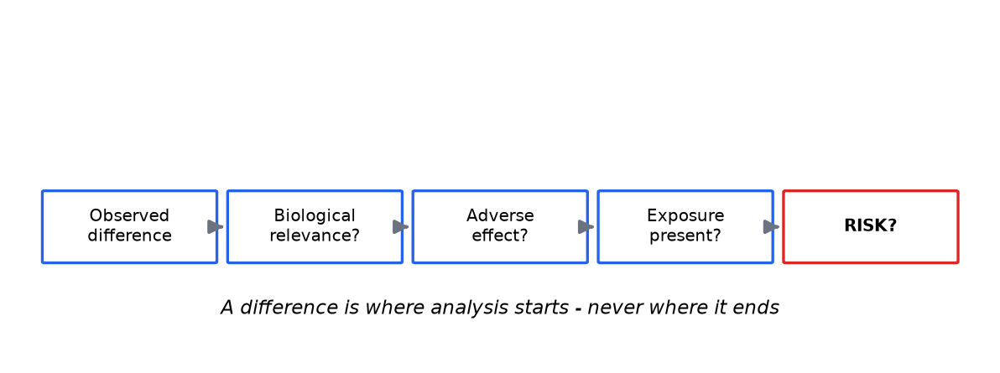 Observed
difference
Biological
relevance?
Adverse
effect?
Exposure
present?
RISK?
A difference is where analysis starts - never where it ends